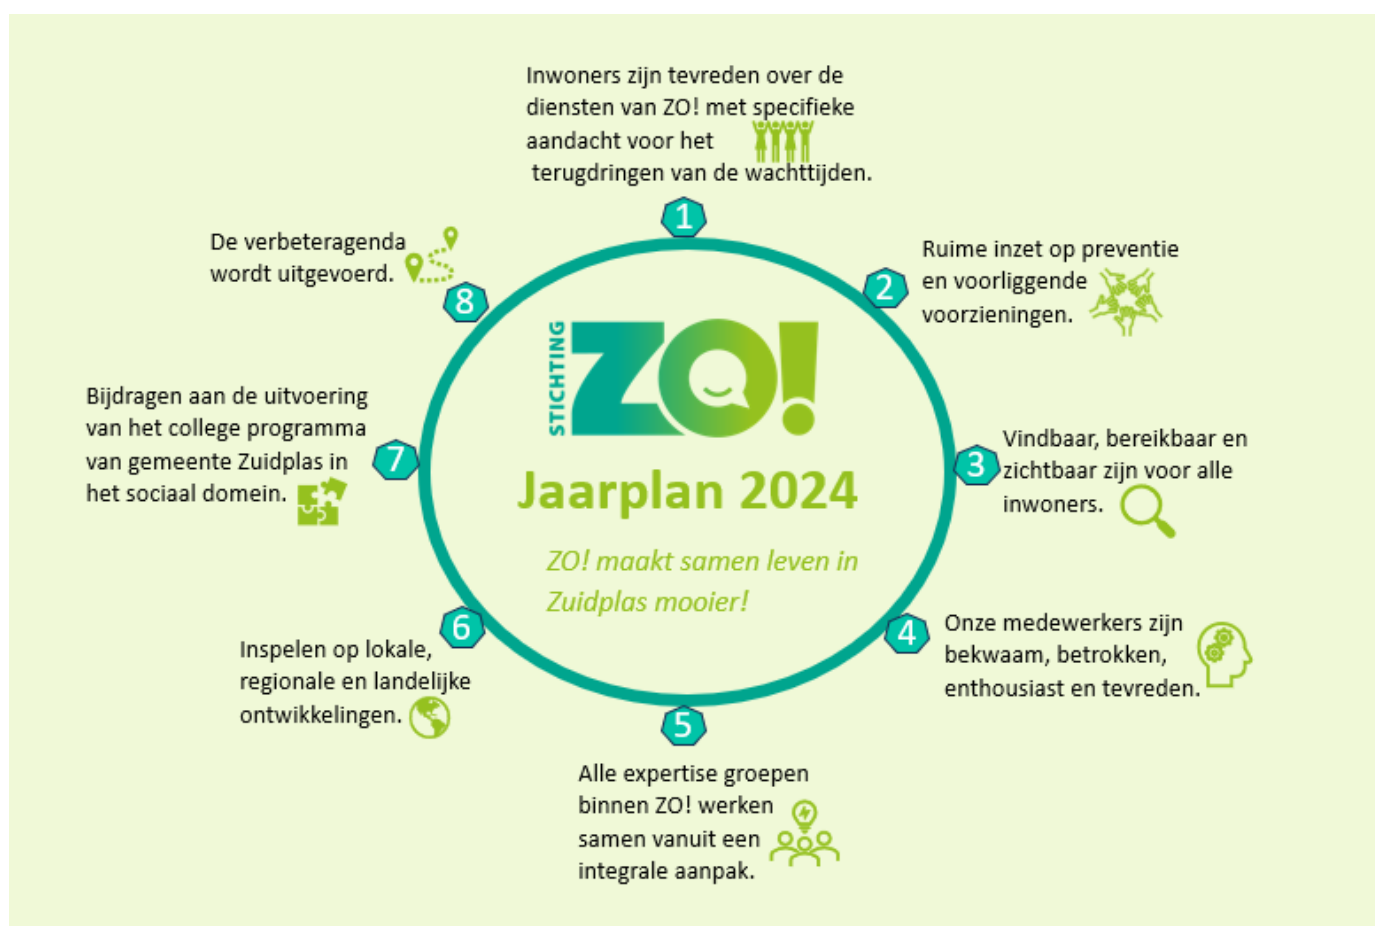 Inwoners zijn tevreden over de
diensten van ZO! met specifieke
aandacht voor het
terugdringen van de wachttijden.
1
Ruime inzet op preventie
en voorliggende
voorzieningen.
2
Vindbaar, bereikbaar en
zichtbaar zijn voor alle
inwoners.
3
Onze medewerkers zijn
bekwaam, betrokken,
enthousiast en tevreden.
4
5
Alle expertise groepen
binnen ZO! werken
samen vanuit een
integrale aanpak.
6
Inspelen op lokale,
regionale en landelijke
ontwikkelingen.
7
Bijdragen aan de uitvoering
van het college programma
van gemeente Zuidplas in
het sociaal domein.
8
De verbeteragenda
wordt uitgevoerd.
STICHTING
ZO!
Jaarplan 2024
ZO! maakt samen leven in
Zuidplas mooier!